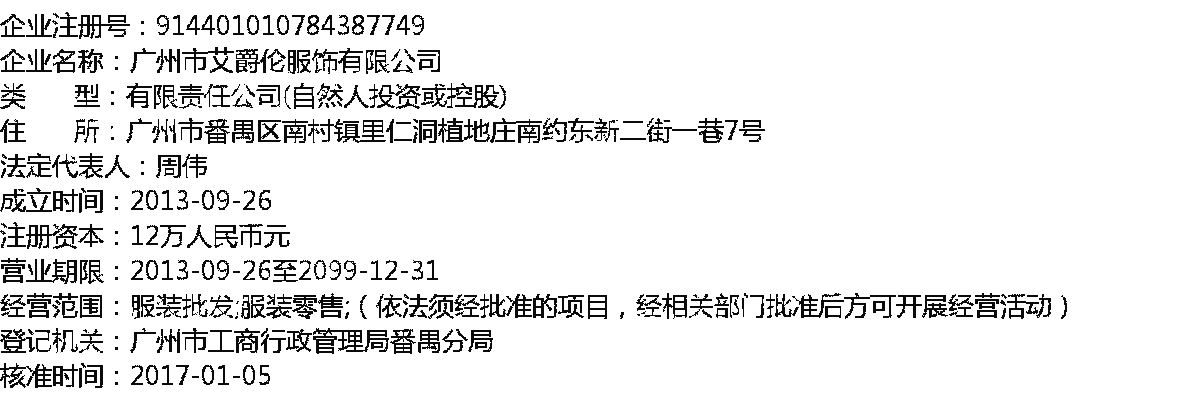 企业注册号：914401010784387749
企业名称：广州市艾爵伦服饰有限公司
类　　型：有限责任公司(自然人投资或控股)
住　　所：广州市番禺区南村镇里仁洞植地庄南约东新二街一巷7号
法定代表人：周伟
成立时间：2013-09-26
注册资本：12万人民币元
营业期限：2013-09-26至2099-12-31
经营范围：服装批发;服装零售;（依法须经批准的项目，经相关部门批准后方可开展经营活动）
登记机关：广州市工商行政管理局番禺分局
核准时间：2017-01-05